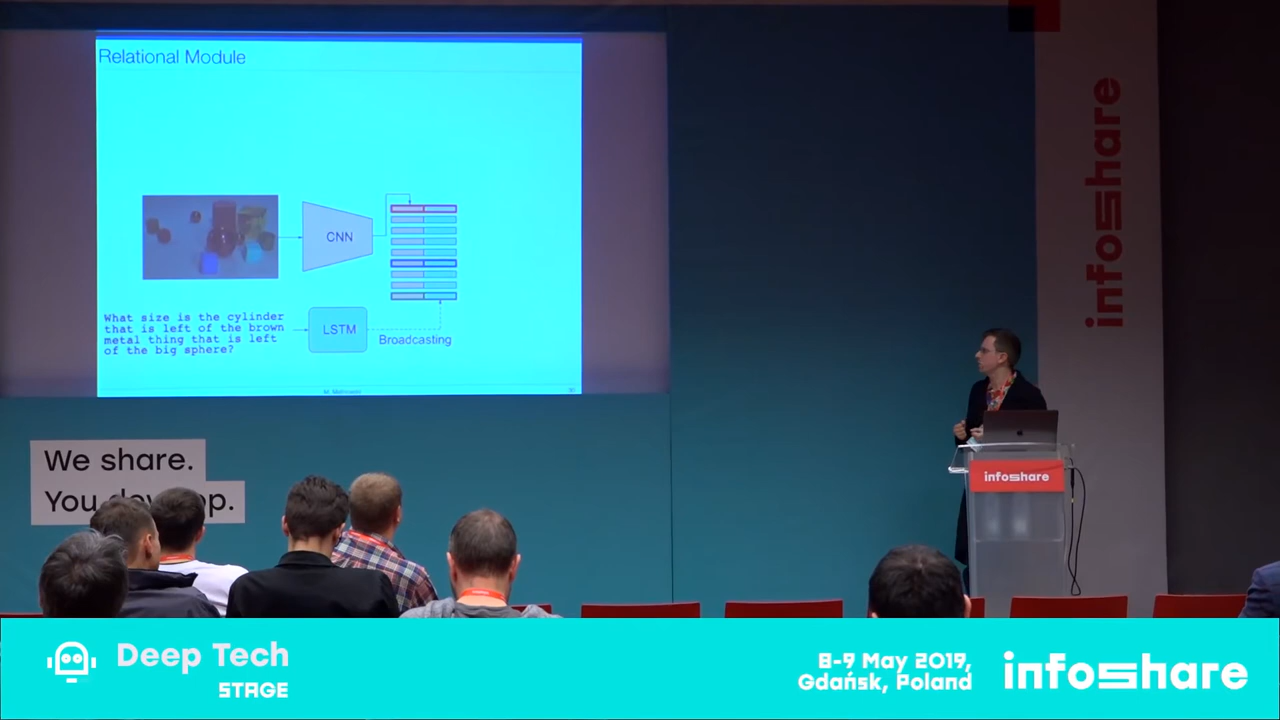 Relational Module
CNN
What size is the cylinder
that is left of the brown
metal thing that is left
of the big sphere?
LSTM
Broadcasting
infoshare
We share.
You
infoshare
Deep Tech
STAGE
8-9 May 2019,
Gdańsk, Poland
infoshare